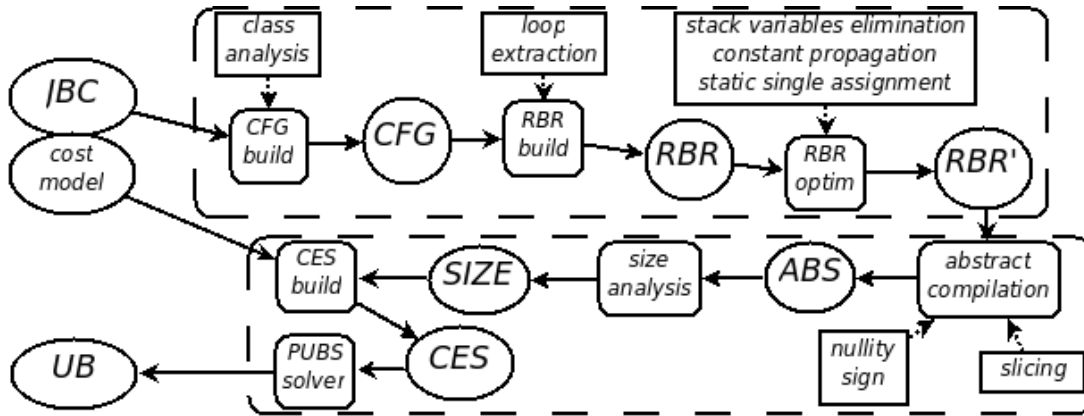 class
analysis
loop
extraction
stack variables elimination
constant propagation
static single assignment
JBC
cost
model
CFG
build
CFG
RBR
build
RBR
RBR
optim
RBR'
CES
build
SIZE
size
analysis
ABS
abstract
compilation
UB
PUBS
solver
CES
nullity
sign
slicing